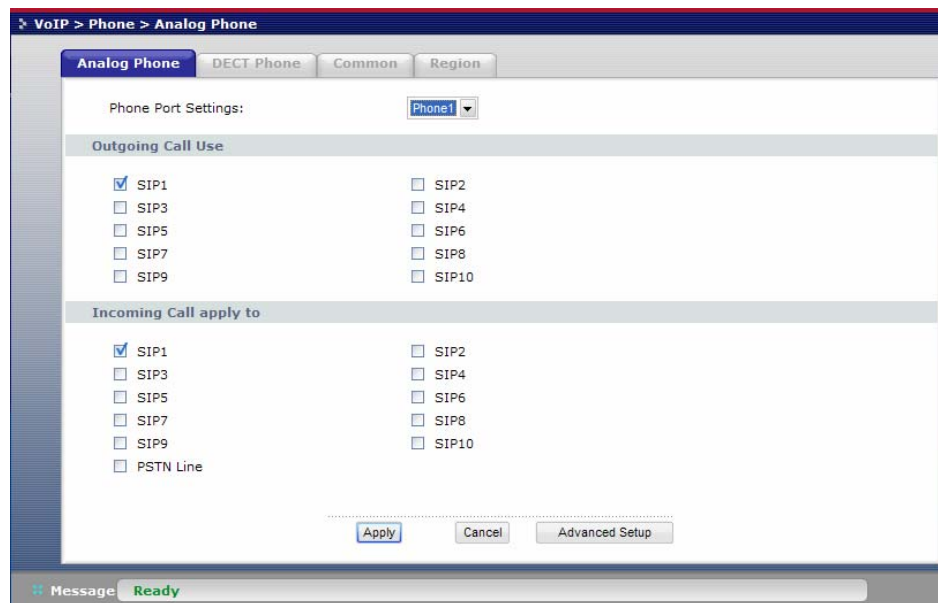 VoIP > Phone > Analog Phone
Analog Phone DECT Phone Common Region
Phone Port Settings: Phone1
Outgoing Call Use
SIP1 SIP2
SIP3 SIP4
SIP5 SIP6
SIP7 SIP8
SIP9 SIP10
Incoming Call apply to
SIP1 SIP2
SIP3 SIP4
SIP5 SIP6
SIP7 SIP8
SIP9 SIP10
PSTN Line
Apply Cancel Advanced Setup
Message Ready